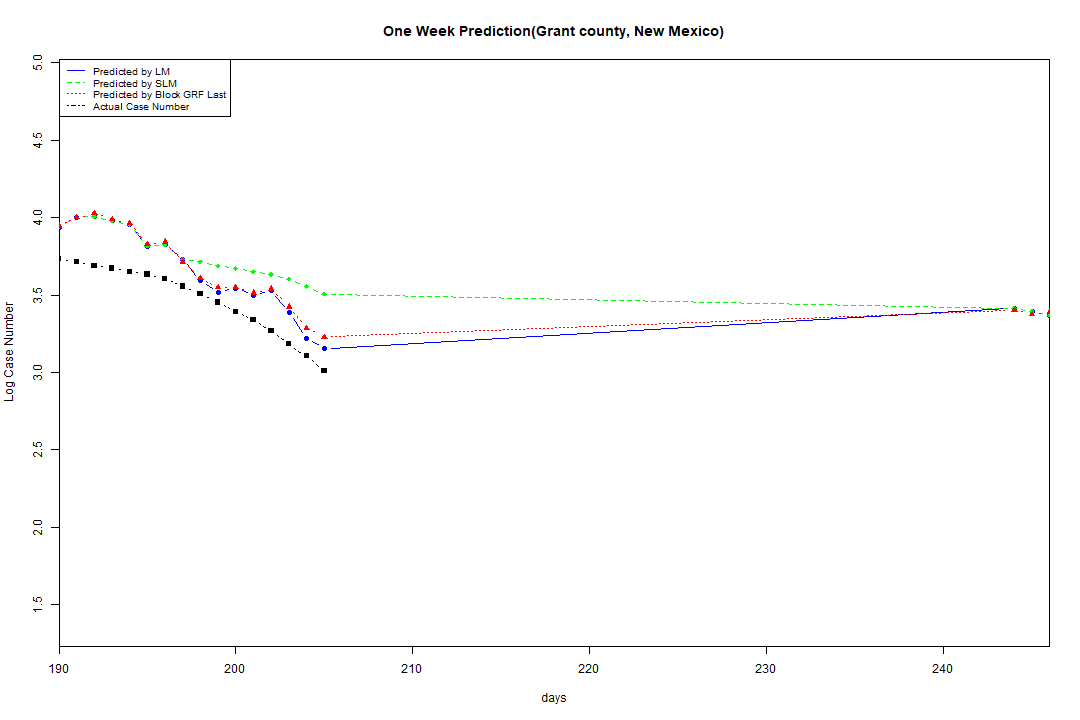 One Week Prediction(Grant county, New Mexico)
Predicted by LM
Predicted by SLM
Predicted by Block GRF Last
Actual Case Number
5.0
4.5
4.0
3.5
3.0
2.5
2.0
1.5
Log Case Number
190 200 210 220 230 240
days